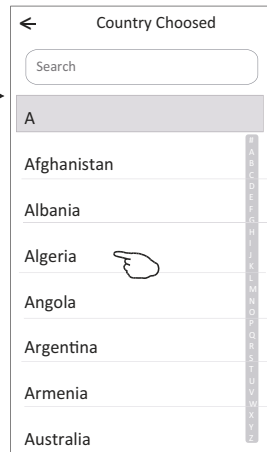 Country Choosed
Search
A
Afghanistan
Albania
Algeria
Angola
Argentina
Armenia
Australia
#
A
B
C
D
E
F
G
H
I
J
K
L
M
N
O
P
Q
R
S
T
U
V
W
X
Y
Z